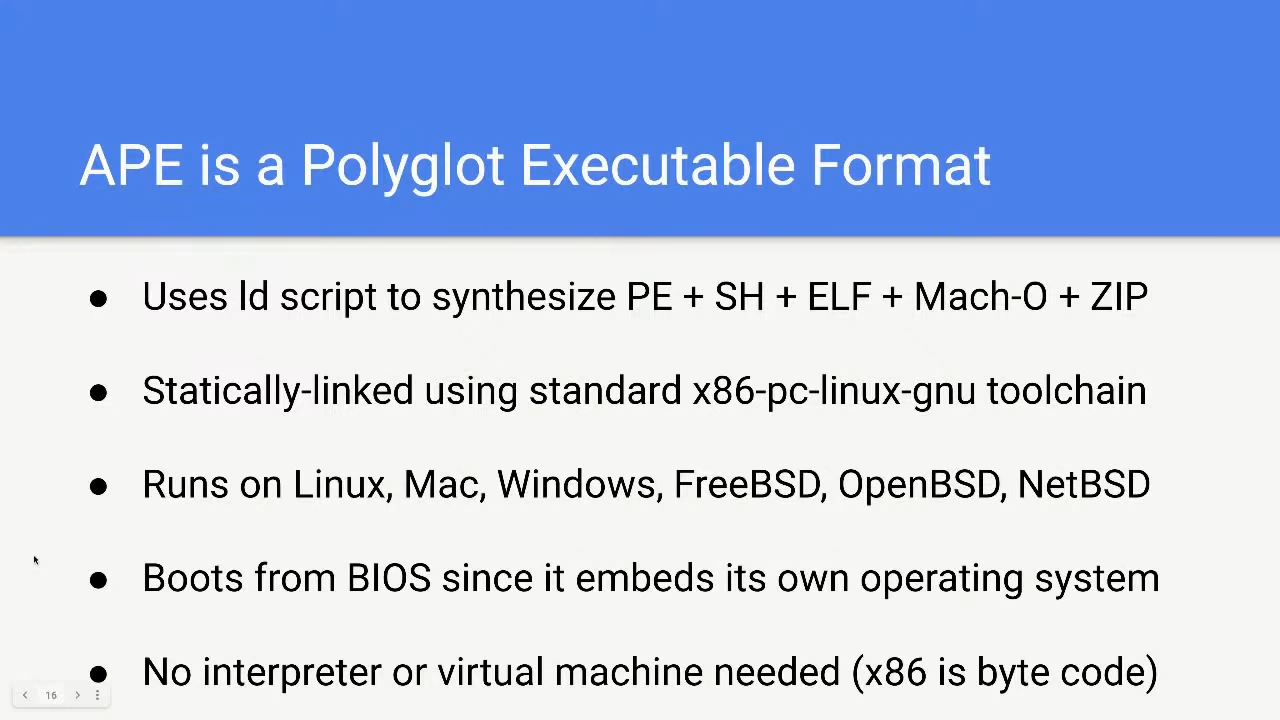 APE is a Polyglot Executable Format
● Uses ld script to synthesize PE + SH + ELF + Mach-O + ZIP
● Statically-linked using standard x86-pc-linux-gnu toolchain
● Runs on Linux, Mac, Windows, FreeBSD, OpenBSD, NetBSD
● Boots from BIOS since it embeds its own operating system
● No interpreter or virtual machine needed (x86 is byte code)
16